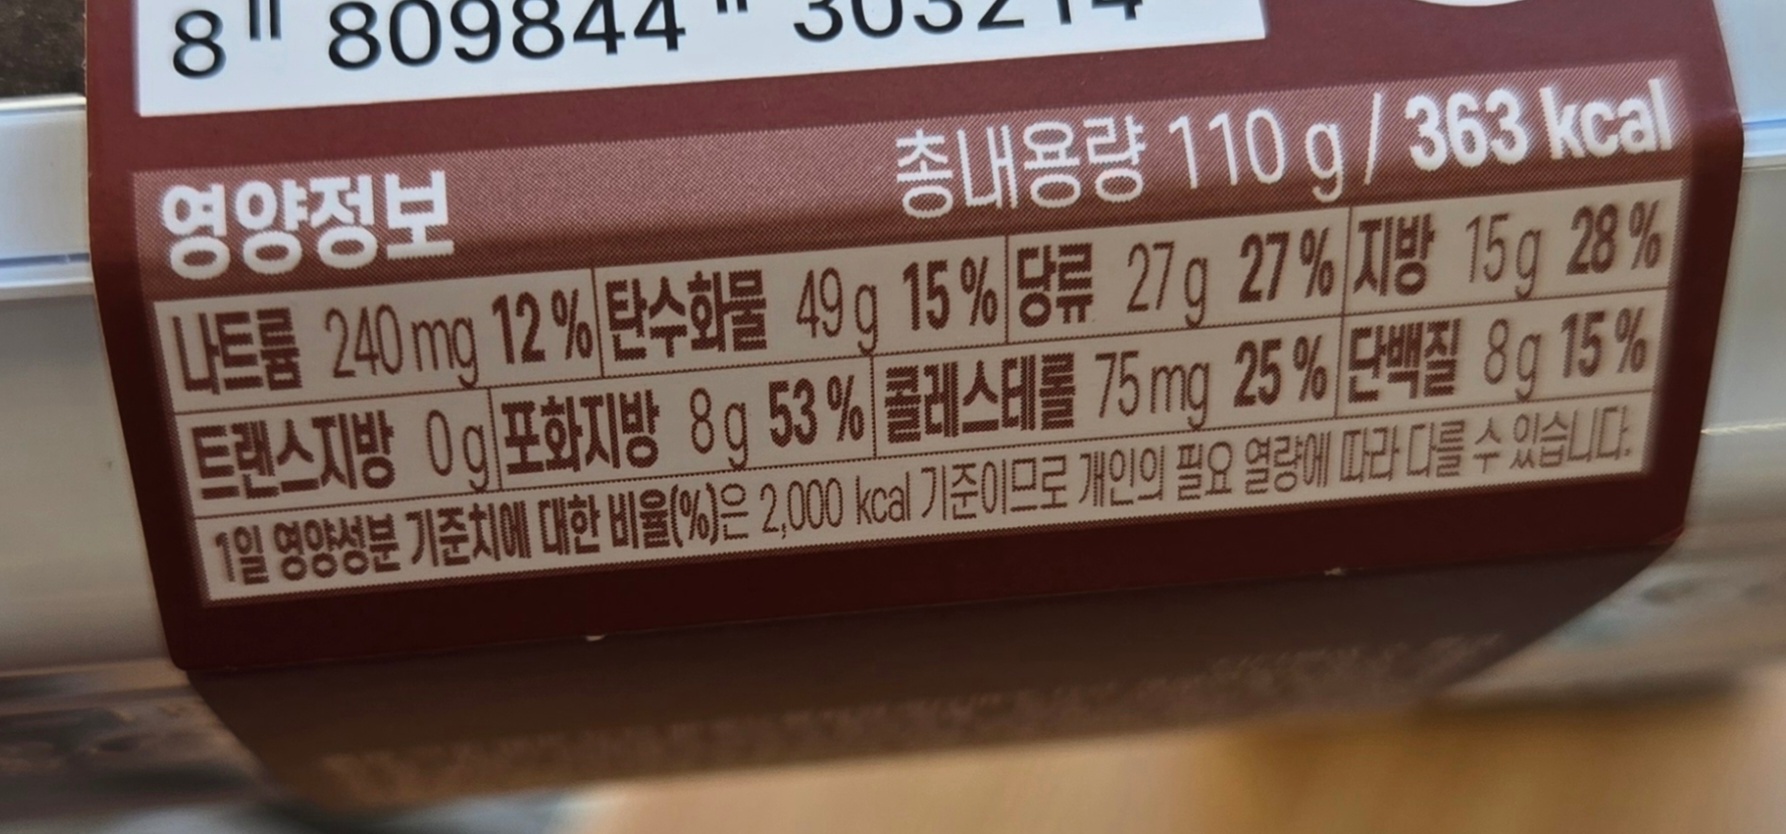 8 809844 303214
영양정보 총내용량 110 g / 363 kcal
나트륨 240 mg 12 % 탄수화물 49 g 15 % 당류 27 g 27 % 지방 15 g 28 %
트랜스지방 0 g 포화지방 8 g 53 % 콜레스테롤 75 mg 25 % 단백질 8 g 15 %
1일 영양성분 기준치에 대한 비율(%)은 2,000 kcal 기준이므로 개인의 필요 열량에 따라 다를 수 있습니다.